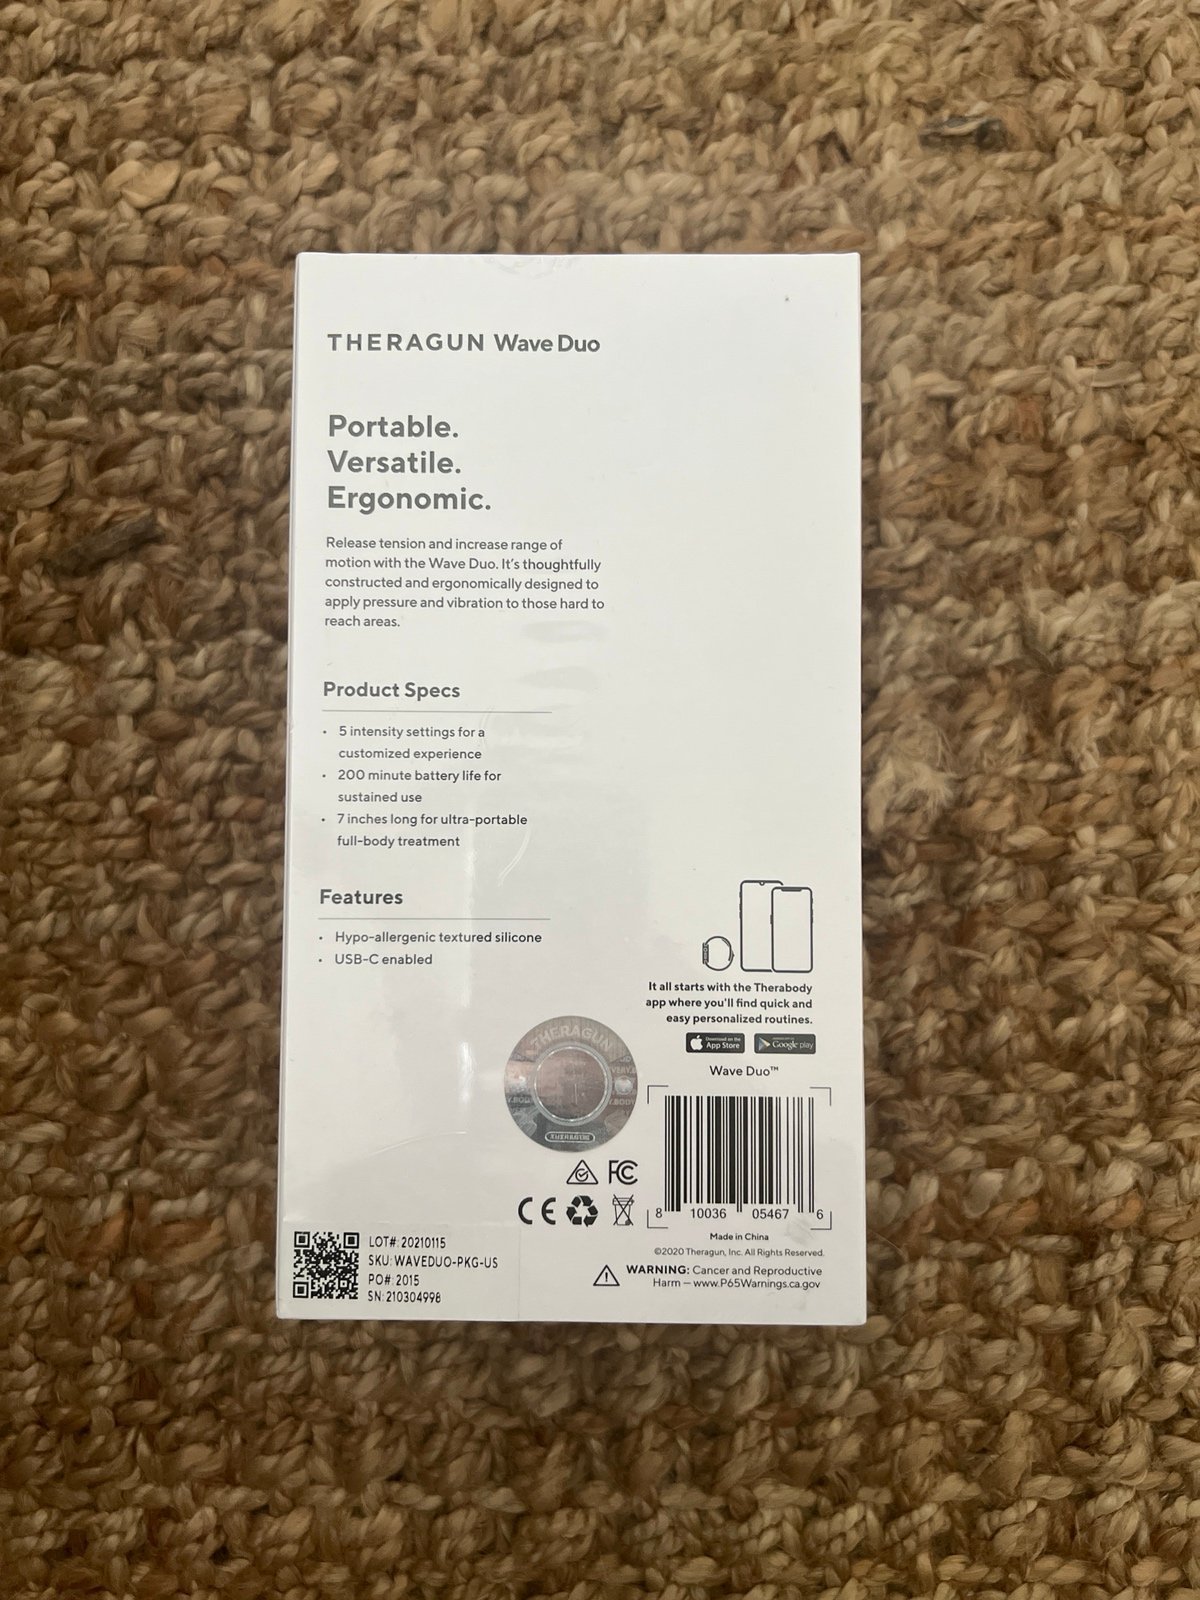 THERAGUN Wave Duo
Portable.
Versatile.
Ergonomic.
Release tension and increase range of
motion with the Wave Duo. It's thoughtfully
constructed and ergonomically designed to
apply pressure and vibration to those hard to
reach areas.
Product Specs
• 5 intensity settings for a
customized experience
• 200 minute battery life for
sustained use
• 7 inches long for ultra-portable
full-body treatment
Features
• Hypo-allergenic textured silicone
• USB-C enabled
It all starts with the Therabody
app where you'll find quick and
easy personalized routines.
Download on the
App Store
Google play
Wave Duo™
THERAGUN
FC
CE
8 10036 05467 6
Made in China
©2020 Theragun, Inc. All Rights Reserved.
WARNING: Cancer and Reproductive
Harm – www.P65Warnings.ca.gov
LOT#: 20210115
SKU: WAVEDUO-PKG-US
PO#: 2015
SN: 210304998